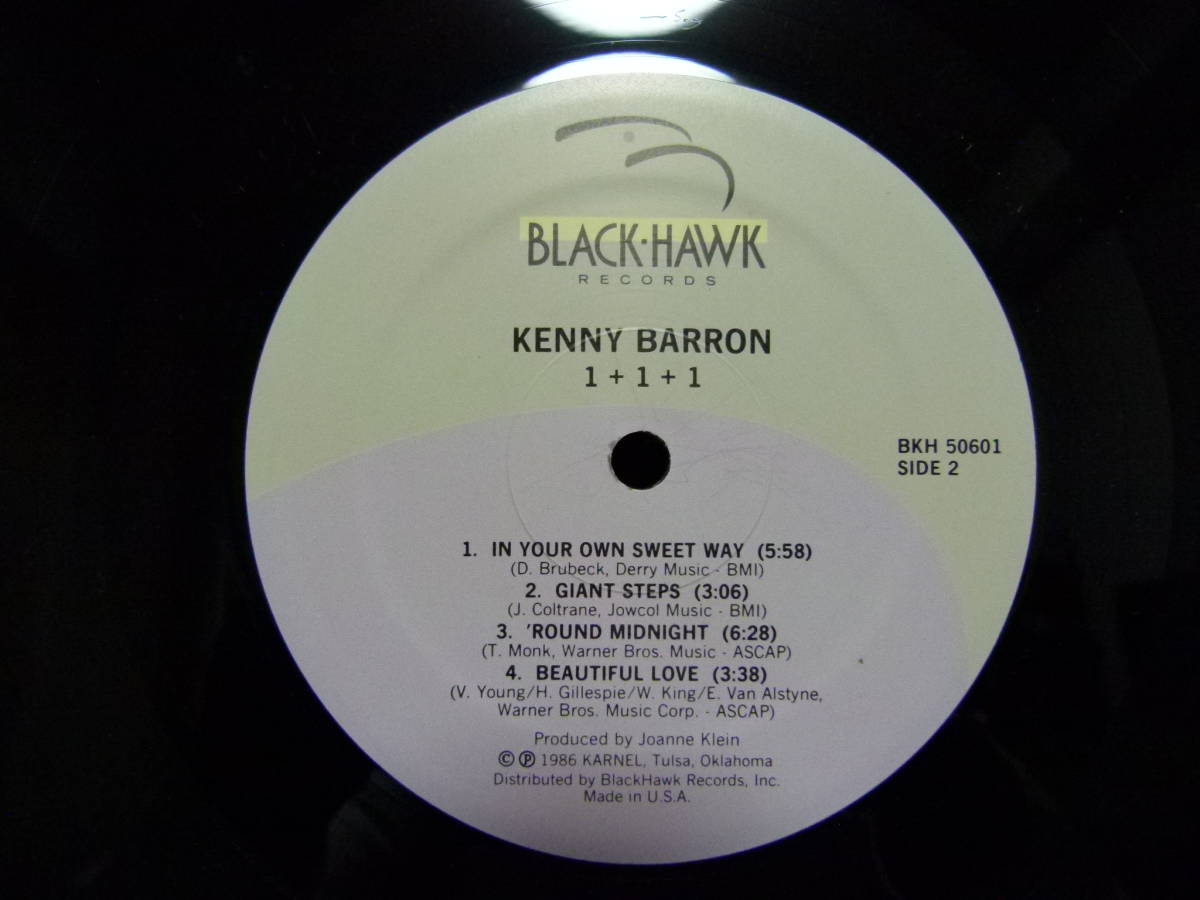 BLACK·HAWK
RECORDS
KENNY BARRON
1 + 1 + 1
BKH 50601
SIDE 2
1. IN YOUR OWN SWEET WAY (5:58)
(D. Brubeck, Derry Music - BMI)
2. GIANT STEPS (3:06)
(J. Coltrane, Jowcol Music - BMI)
3. 'ROUND MIDNIGHT (6:28)
(T. Monk, Warner Bros. Music - ASCAP)
4. BEAUTIFUL LOVE (3:38)
(V. Young/H. Gillespie/W. King/E. Van Alstyne,
Warner Bros. Music Corp. - ASCAP)
Produced by Joanne Klein
© ℗ 1986 KARNEL, Tulsa, Oklahoma
Distributed by BlackHawk Records, Inc.
Made in U.S.A.